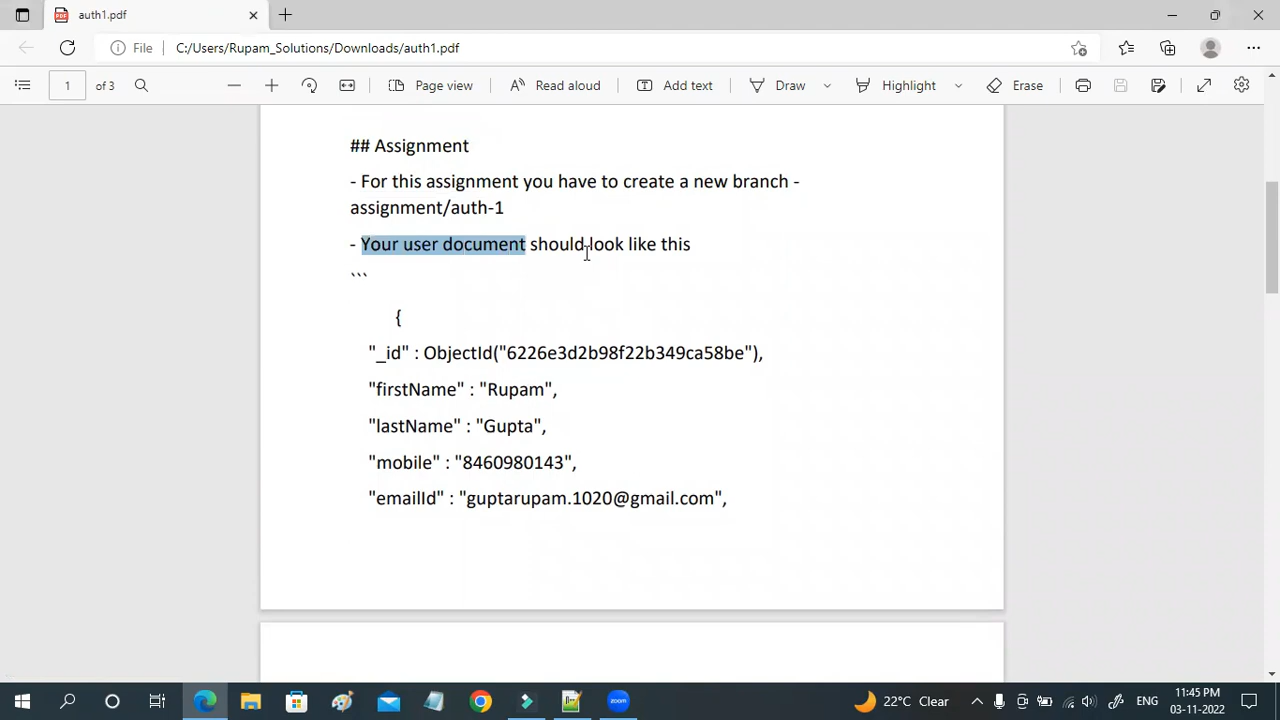 auth1.pdf
File
C:/Users/Rupam_Solutions/Downloads/auth1.pdf
1 of 3
Page view
Read aloud
Add text
Draw
Highlight
Erase
## Assignment
- For this assignment you have to create a new branch -
assignment/auth-1
- Your user document should look like this
```
{
"_id" : ObjectId("6226e3d2b98f22b349ca58be"),
"firstName" : "Rupam",
"lastName" : "Gupta",
"mobile" : "8460980143",
"emailId" : "guptarupam.1020@gmail.com",
zoom
22°C Clear
ENG
11:45 PM
03-11-2022